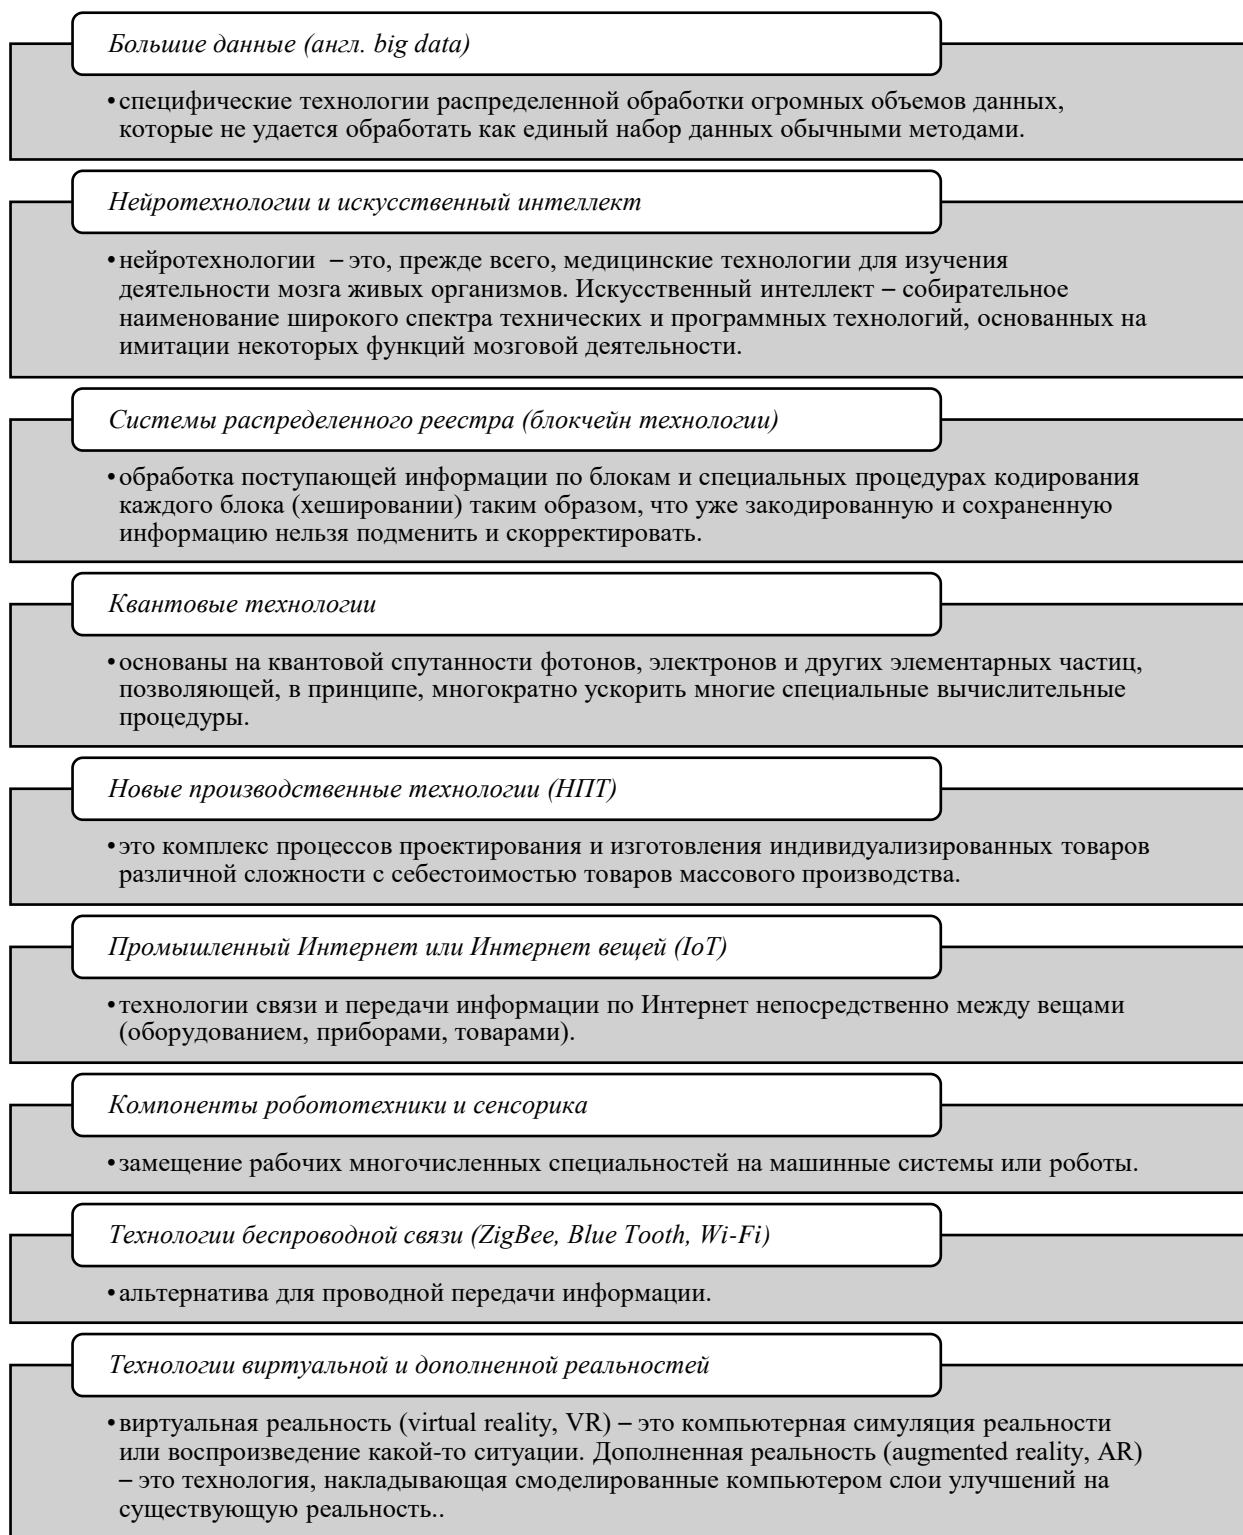 Большие данные (англ. big data)
•специфические технологии распределенной обработки огромных объемов данных,
которые не удается обработать как единый набор данных обычными методами.
Нейротехнологии и искусственный интеллект
•нейротехнологии – это, прежде всего, медицинские технологии для изучения
деятельности мозга живых организмов. Искусственный интеллект – собирательное
наименование широкого спектра технических и программных технологий, основанных на
имитации некоторых функций мозговой деятельности.
Системы распределенного реестра (блокчейн технологии)
•обработка поступающей информации по блокам и специальных процедурах кодирования
каждого блока (хешировании) таким образом, что уже закодированную и сохраненную
информацию нельзя подменить и скорректировать.
Квантовые технологии
•основаны на квантовой спутанности фотонов, электронов и других элементарных частиц,
позволяющей, в принципе, многократно ускорить многие специальные вычислительные
процедуры.
Новые производственные технологии (НПТ)
•это комплекс процессов проектирования и изготовления индивидуализированных товаров
различной сложности с себестоимостью товаров массового производства.
Промышленный Интернет или Интернет вещей (IoT)
•технологии связи и передачи информации по Интернет непосредственно между вещами
(оборудованием, приборами, товарами).
Компоненты робототехники и сенсорика
•замещение рабочих многочисленных специальностей на машинные системы или роботы.
Технологии беспроводной связи (ZigBee, Blue Tooth, Wi-Fi)
•альтернатива для проводной передачи информации.
Технологии виртуальной и дополненной реальностей
•виртуальная реальность (virtual reality, VR) – это компьютерная симуляция реальности
или воспроизведение какой-то ситуации. Дополненная реальность (augmented reality, AR)
– это технология, накладывающая смоделированные компьютером слои улучшений на
существующую реальность..